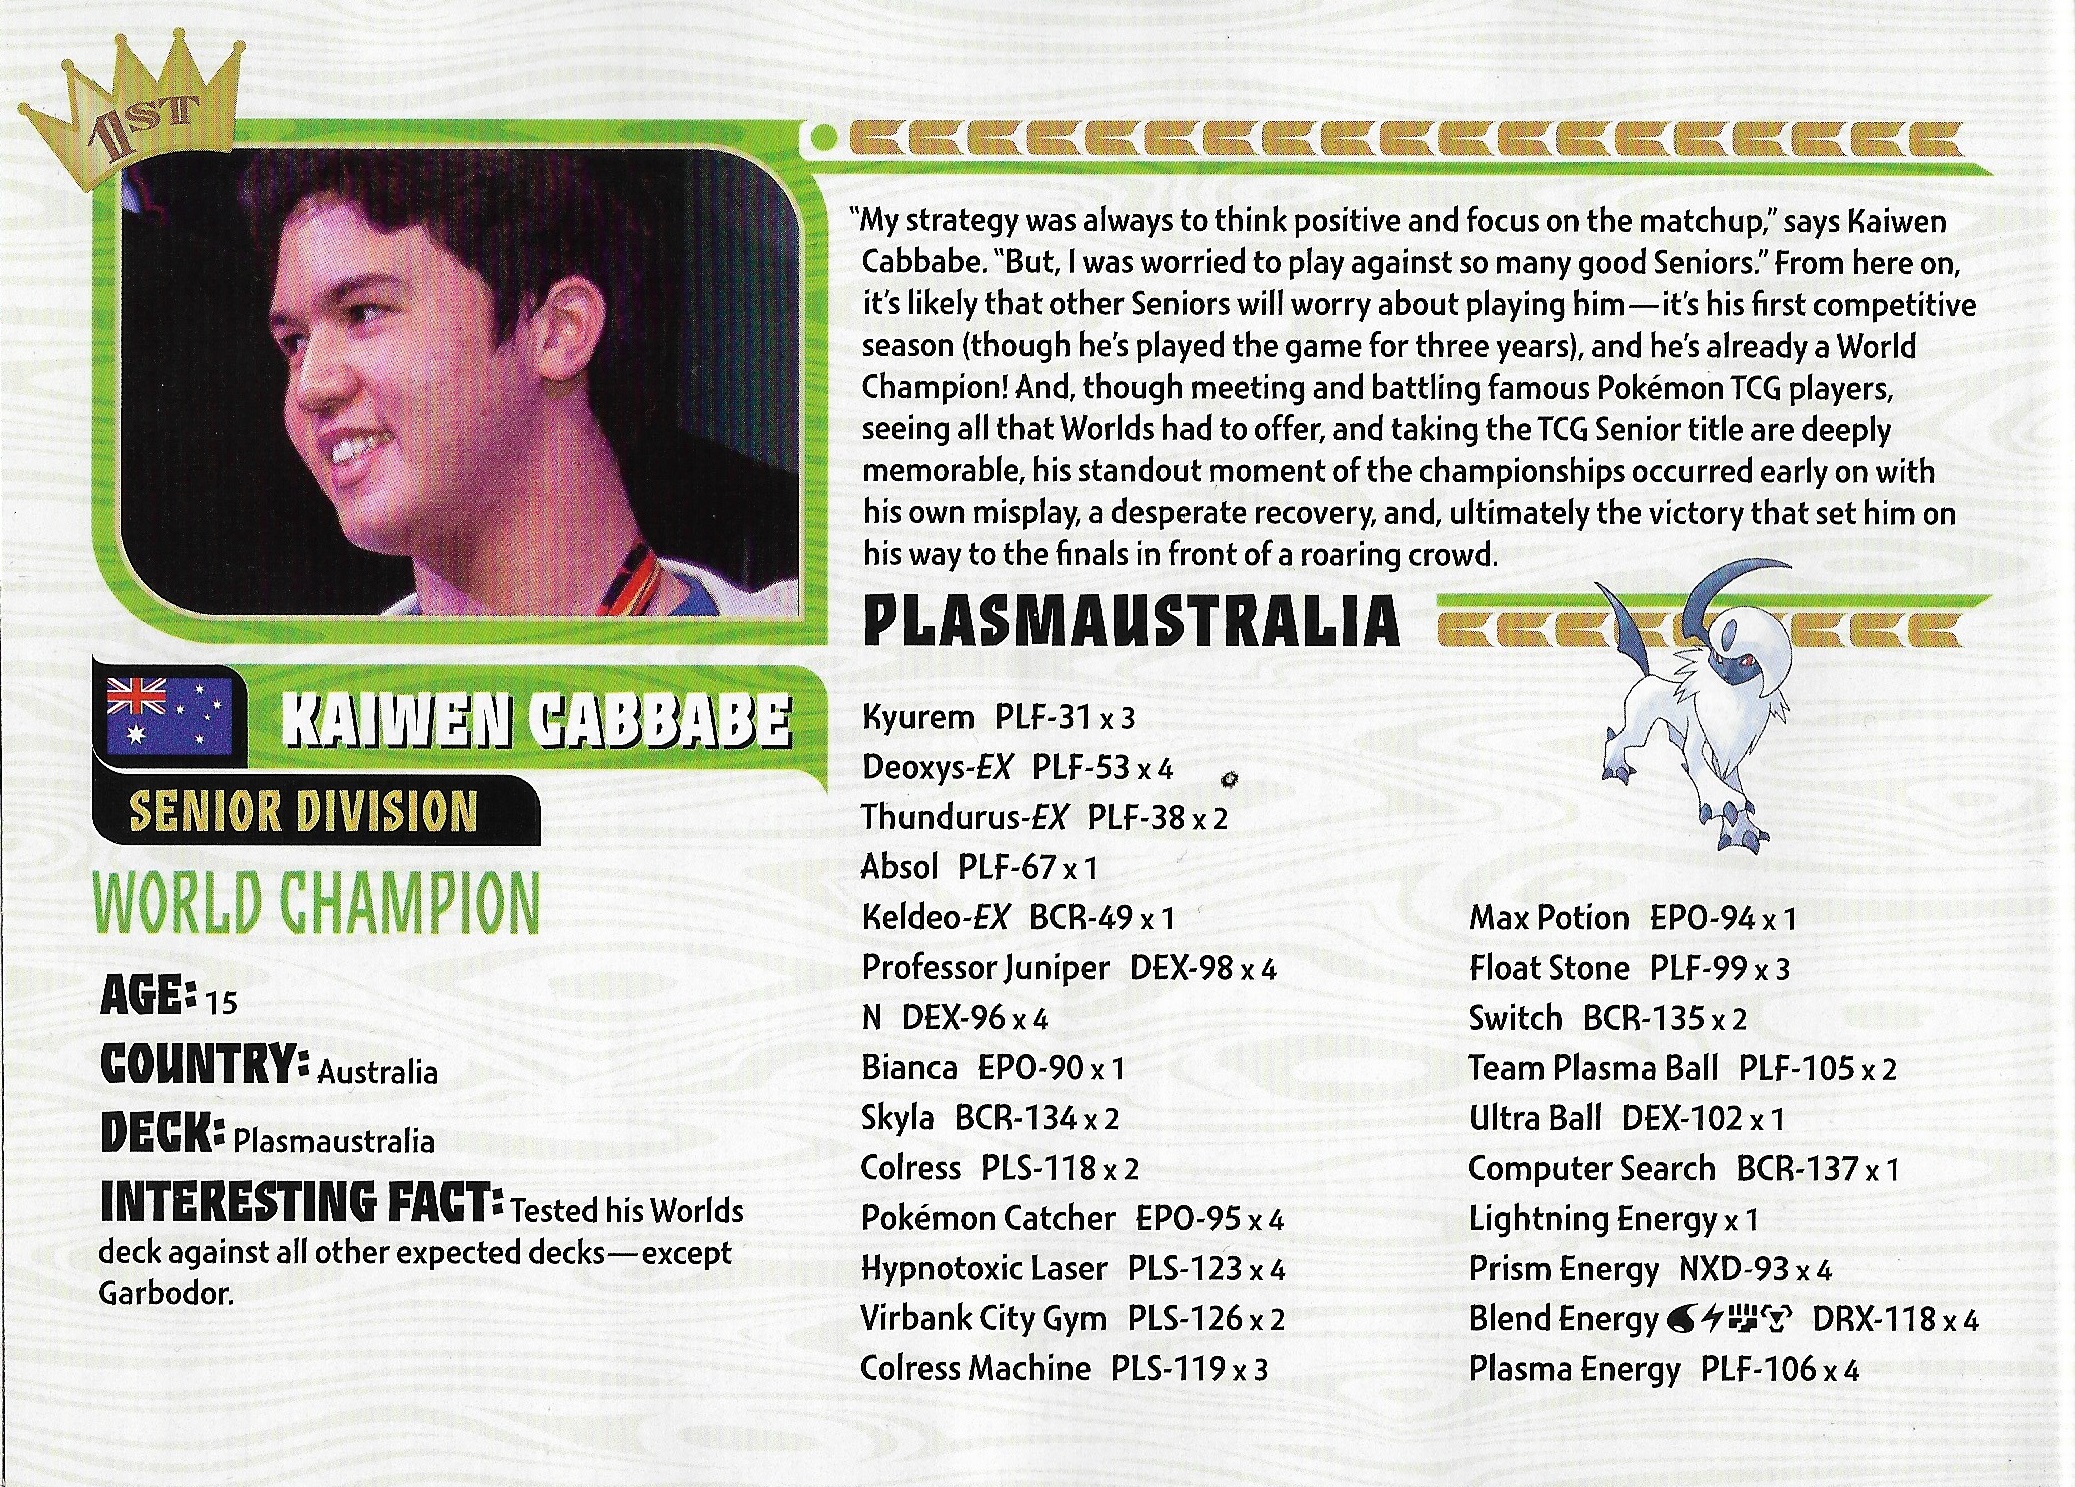 1ST
"My strategy was always to think positive and focus on the matchup," says Kaiwen
Cabbabe. "But, I was worried to play against so many good Seniors." From here on,
it's likely that other Seniors will worry about playing him—it's his first competitive
season (though he's played the game for three years), and he's already a World
Champion! And, though meeting and battling famous Pokémon TCG players,
seeing all that Worlds had to offer, and taking the TCG Senior title are deeply
memorable, his standout moment of the championships occurred early on with
his own misplay, a desperate recovery, and, ultimately the victory that set him on
his way to the finals in front of a roaring crowd.
KAIWEN CABBABE
SENIOR DIVISION
WORLD CHAMPION
AGE: 15
COUNTRY: Australia
DECK: Plasmaustralia
INTERESTING FACT: Tested his Worlds
deck against all other expected decks—except
Garbodor.
PLASMAUSTRALIA
Kyurem PLF-31 x 3
Deoxys-EX PLF-53 x 4
Thundurus-EX PLF-38 x 2
Absol PLF-67 x 1
Keldeo-EX BCR-49 x 1
Professor Juniper DEX-98 x 4
N DEX-96 x 4
Bianca EPO-90 x 1
Skyla BCR-134 x 2
Colress PLS-118 x 2
Pokémon Catcher EPO-95 x 4
Hypnotoxic Laser PLS-123 x 4
Virbank City Gym PLS-126 x 2
Colress Machine PLS-119 x 3
Max Potion EPO-94 x 1
Float Stone PLF-99 x 3
Switch BCR-135 x 2
Team Plasma Ball PLF-105 x 2
Ultra Ball DEX-102 x 1
Computer Search BCR-137 x 1
Lightning Energy x 1
Prism Energy NXD-93 x 4
Blend Energy DRX-118 x 4
Plasma Energy PLF-106 x 4